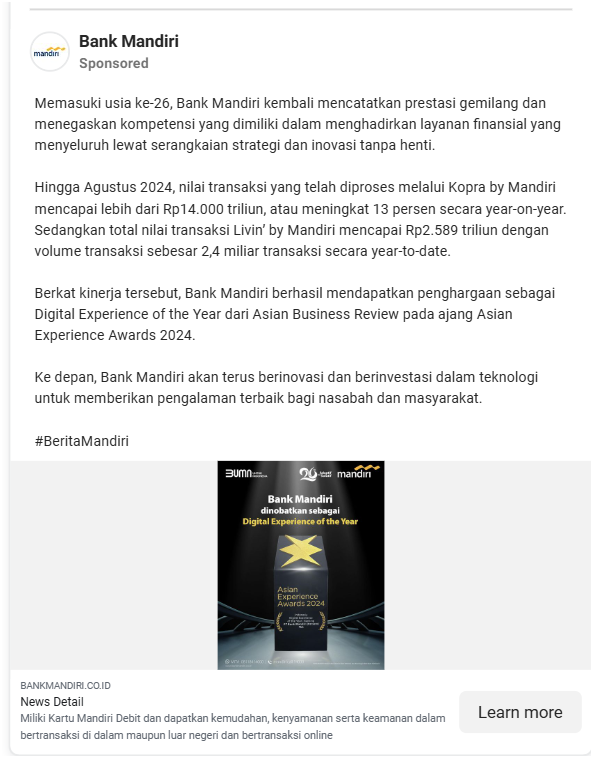 mandiri
Bank Mandiri
Sponsored
Memasuki usia ke-26, Bank Mandiri kembali mencatatkan prestasi gemilang dan
menegaskan kompetensi yang dimiliki dalam menghadirkan layanan finansial yang
menyeluruh lewat serangkaian strategi dan inovasi tanpa henti.
Hingga Agustus 2024, nilai transaksi yang telah diproses melalui Kopra by Mandiri
mencapai lebih dari Rp14.000 triliun, atau meningkat 13 persen secara year-on-year.
Sedangkan total nilai transaksi Livin’ by Mandiri mencapai Rp2.589 triliun dengan
volume transaksi sebesar 2,4 miliar transaksi secara year-to-date.
Berkat kinerja tersebut, Bank Mandiri berhasil mendapatkan penghargaan sebagai
Digital Experience of the Year dari Asian Business Review pada ajang Asian
Experience Awards 2024.
Ke depan, Bank Mandiri akan terus berinovasi dan berinvestasi dalam teknologi
untuk memberikan pengalaman terbaik bagi nasabah dan masyarakat.
#BeritaMandiri
BUMN
26
mandiri
Bank Mandiri
dinobatkan sebagai
Digital Experience of the Year
Asian
Experience
Awards 2024
BANKMANDIRI.CO.ID
News Detail
Miliki Kartu Mandiri Debit dan dapatkan kemudahan, kenyamanan serta keamanan dalam
bertransaksi di dalam maupun luar negeri dan bertransaksi online
Learn more